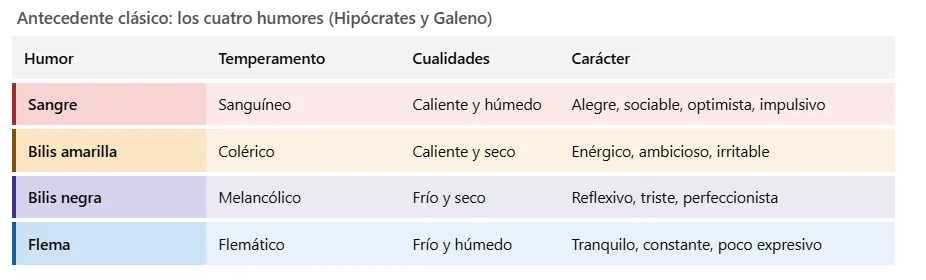 Antecedente clásico: los cuatro humores (Hipócrates y Galeno)
Humor Temperamento Cualidades Carácter
Sangre Sanguíneo Caliente y húmedo Alegre, sociable, optimista, impulsivo
Bilis amarilla Colérico Caliente y seco Enérgico, ambicioso, irritable
Bilis negra Melancólico Frío y seco Reflexivo, triste, perfeccionista
Flema Flemático Frío y húmedo Tranquilo, constante, poco expresivo